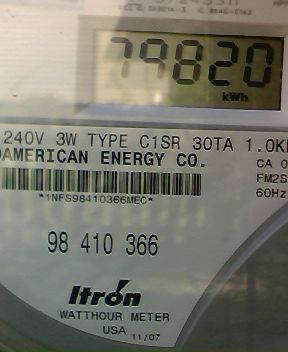 79820
kWh
240V 3W TYPE C1SR 30TA 1.0K
AMERICAN ENERGY CO.
CA
FM2S
60Hz
*1NFS98410366MEC*
98 410 366
Itrón
WATTHOUR METER
USA 11/07